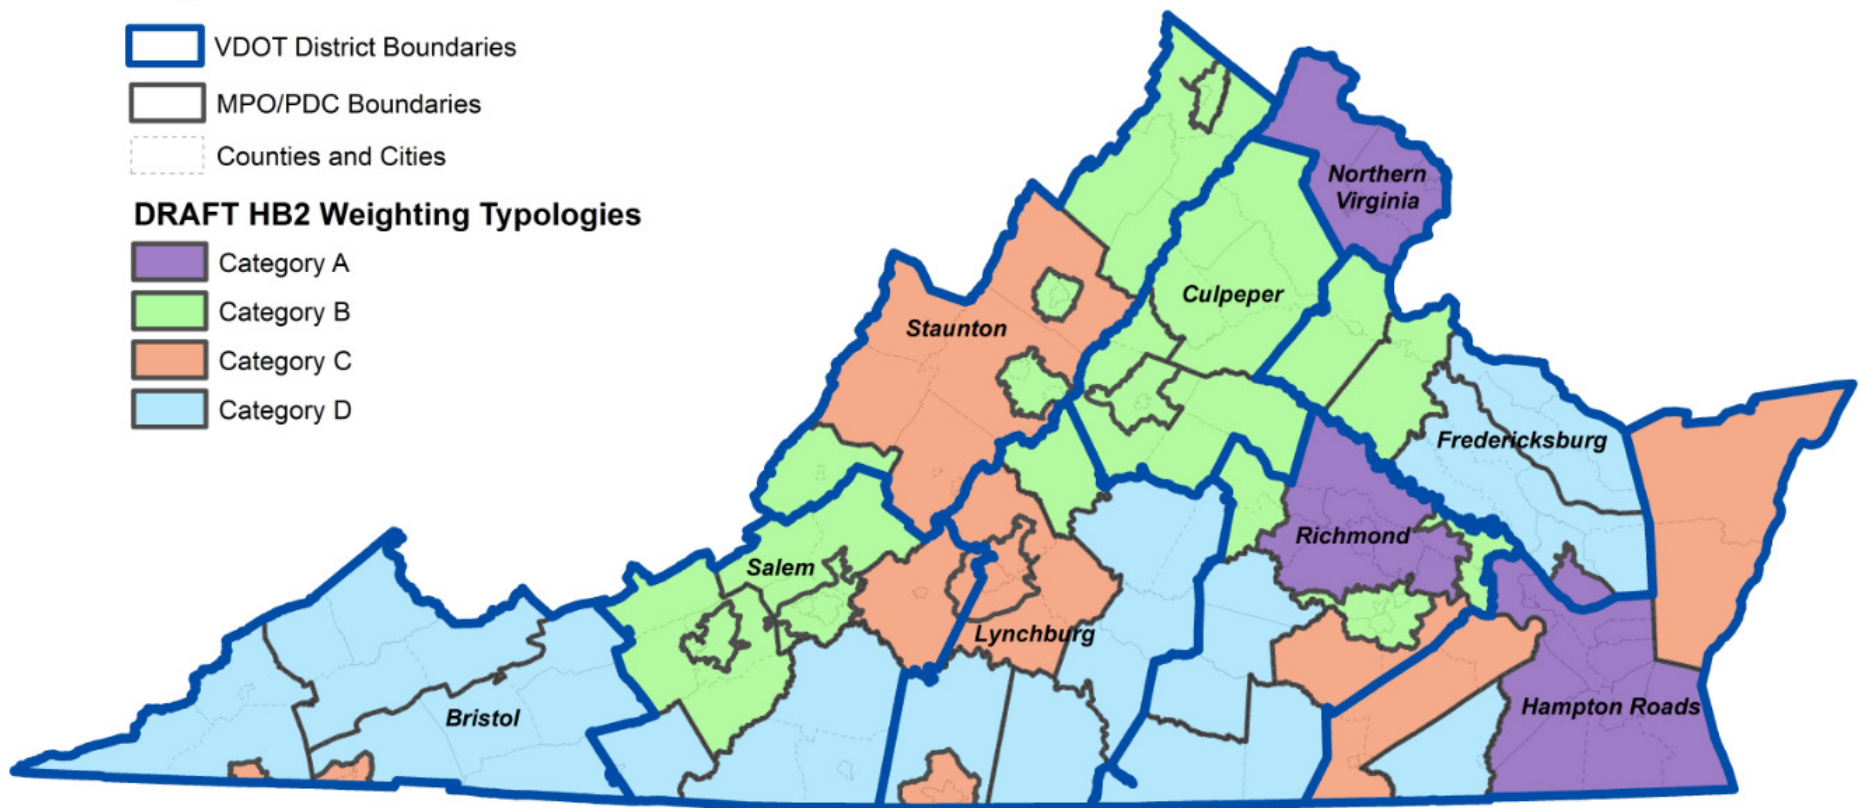 VDOT District Boundaries
MPO/PDC Boundaries
Counties and Cities
DRAFT HB2 Weighting Typologies
Category A
Category B
Category C
Category D
Northern
Virginia
Culpeper
Staunton
Fredericksburg
Richmond
Salem
Lynchburg
Hampton Roads
Bristol